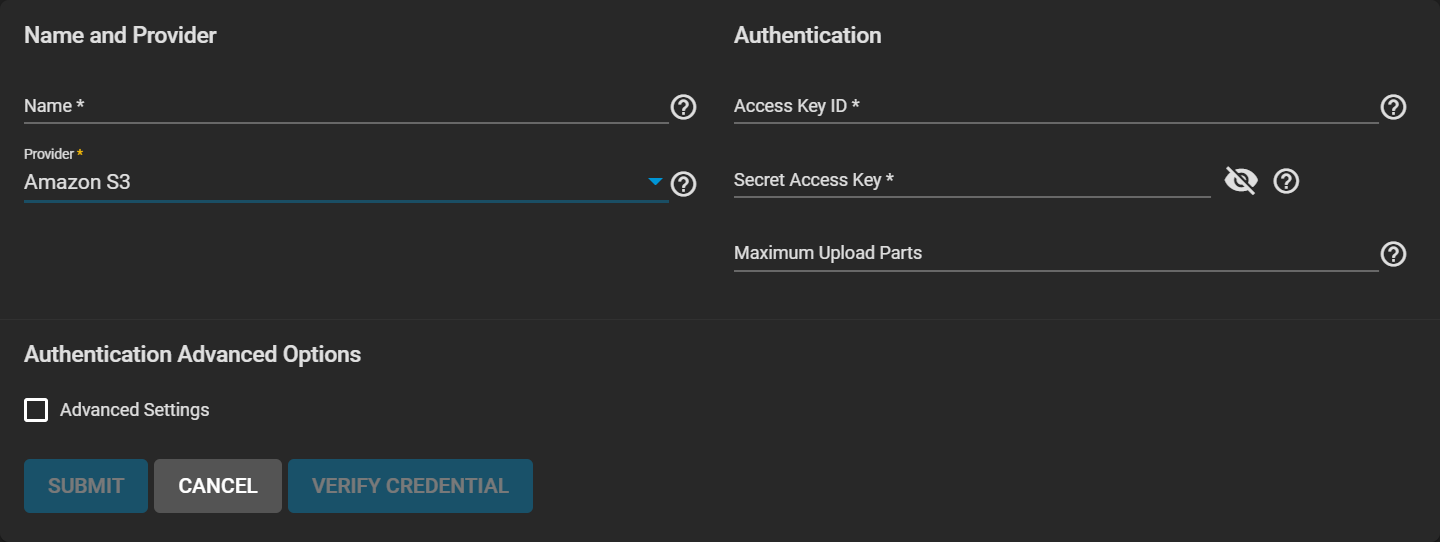 Name and Provider
Name *
Provider *
Amazon S3
Authentication
Access Key ID *
Secret Access Key *
Maximum Upload Parts
Authentication Advanced Options
Advanced Settings
SUBMIT
CANCEL
VERIFY CREDENTIAL